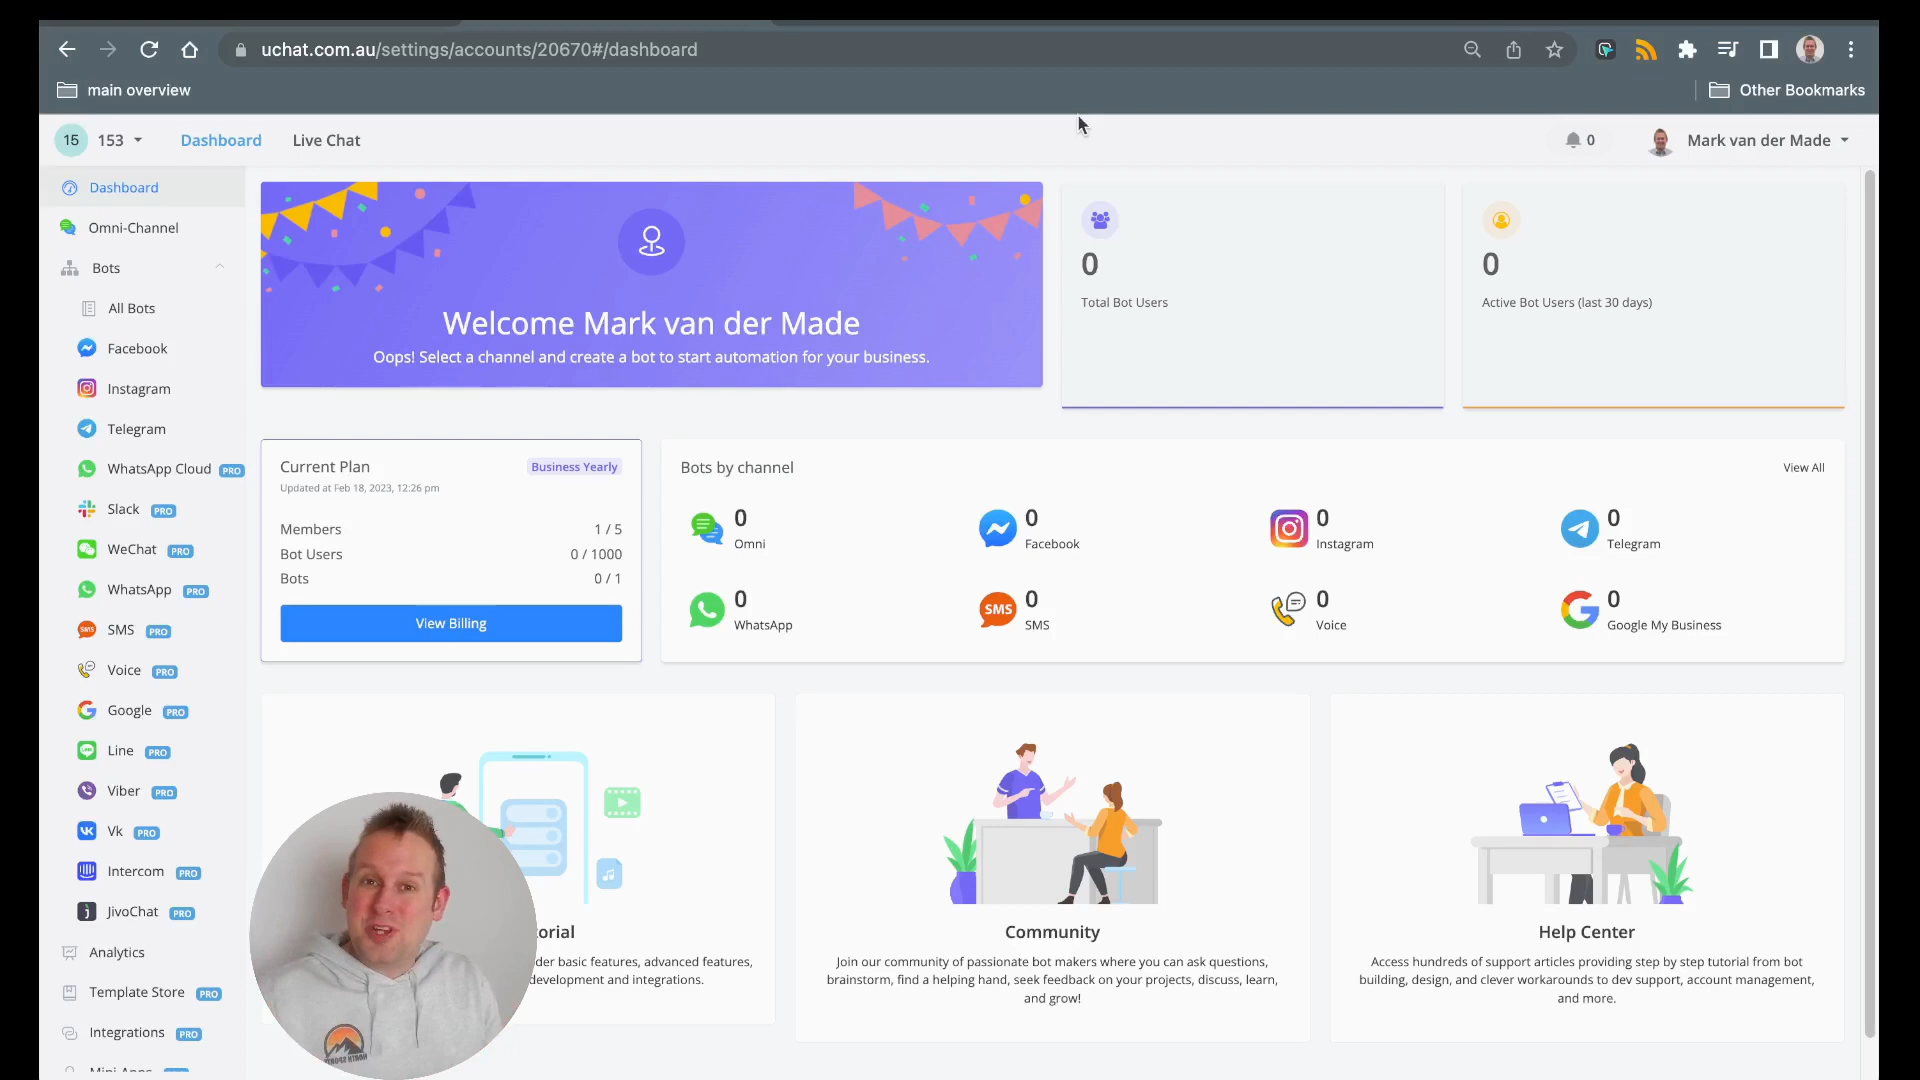 uchat.com.au/settings/accounts/20670#/dashboard
main overview
Other Bookmarks
15
153
Dashboard
Live Chat
0
Mark van der Made
Dashboard
Omni-Channel
Bots
All Bots
Facebook
Instagram
Telegram
WhatsApp Cloud PRO
Slack PRO
WeChat PRO
WhatsApp PRO
SMS SMS PRO
Voice PRO
Google PRO
Line PRO
Viber PRO
Vk PRO
Intercom PRO
JivoChat PRO
Analytics
Template Store PRO
Integrations PRO
Welcome Mark van der Made
Oops! Select a channel and create a bot to start automation for your business.
0
Total Bot Users
0
Active Bot Users (last 30 days)
Current Plan
Business Yearly
Updated at Feb 18, 2023, 12:26 pm
Members 1 / 5
Bot Users 0 / 1000
Bots 0 / 1
View Billing
Bots by channel
View All
0
Omni
0
Facebook
0
Instagram
0
Telegram
0
WhatsApp
SMS
0
SMS
0
Voice
0
Google My Business
orial
der basic features, advanced features,
development and integrations.
Community
Join our community of passionate bot makers where you can ask questions,
brainstorm, find a helping hand, seek feedback on your projects, discuss, learn,
and grow!
Help Center
Access hundreds of support articles providing step by step tutorial from bot
building, design, and clever workarounds to dev support, account management,
and more.